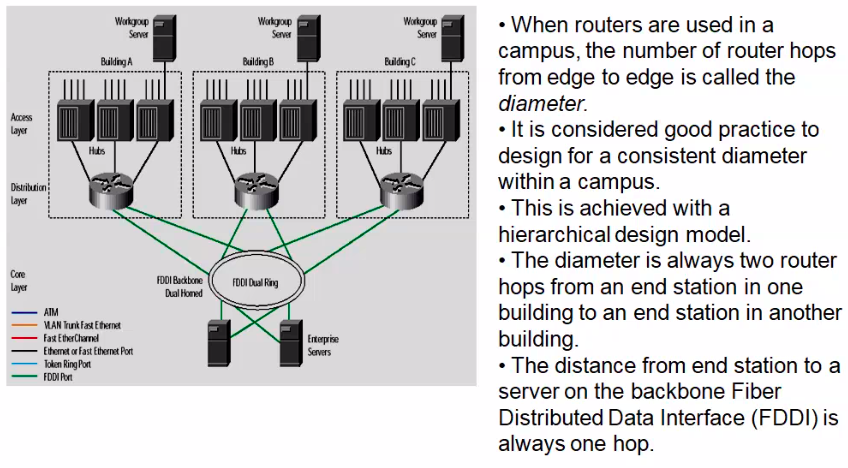 Workgroup
Server
Workgroup
Server
Workgroup
Server
Building A
Building B
Building C
Access
Layer
Hubs
Hubs
Hubs
Distribution
Layer
Core
Layer
FDDI Backbone
Dual Homed
FDDI Dual Ring
Enterprise
Servers
ATM
VLAN Trunk Fast Ethernet
Fast EtherChannel
Ethernet or Fast Ethernet Port
Token Ring Port
FDDI Port
• When routers are used in a
campus, the number of router hops
from edge to edge is called the
diameter.
• It is considered good practice to
design for a consistent diameter
within a campus.
• This is achieved with a
hierarchical design model.
• The diameter is always two router
hops from an end station in one
building to an end station in another
building.
• The distance from end station to a
server on the backbone Fiber
Distributed Data Interface (FDDI) is
always one hop.